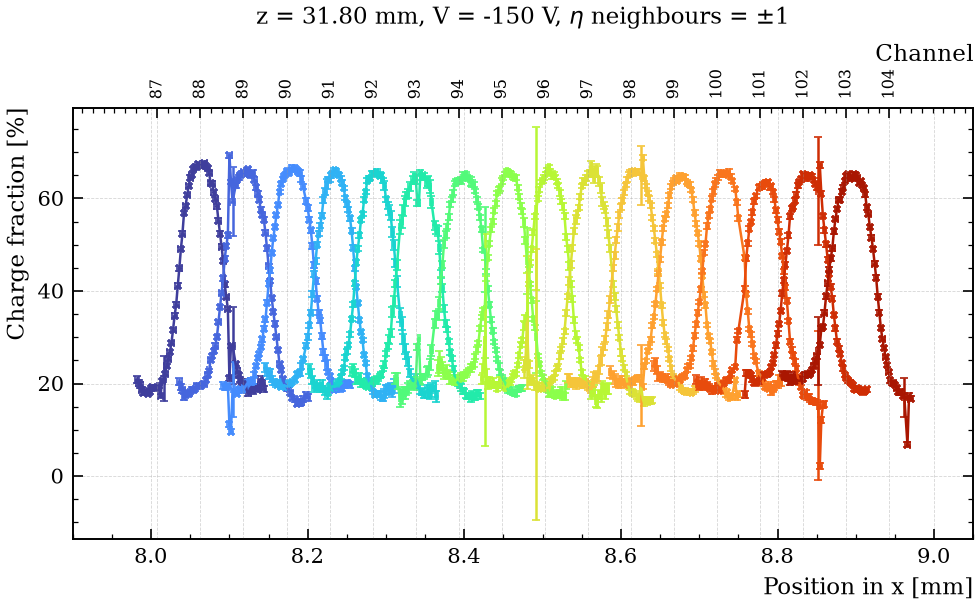 z = 31.80 mm, V = -150 V, η neighbours = ±1
Channel
87 88 89 90 91 92 93 94 95 96 97 98 99 100 101 102 103 104
Charge fraction [%]
60
40
20
0
8.0 8.2 8.4 8.6 8.8 9.0
Position in x [mm]